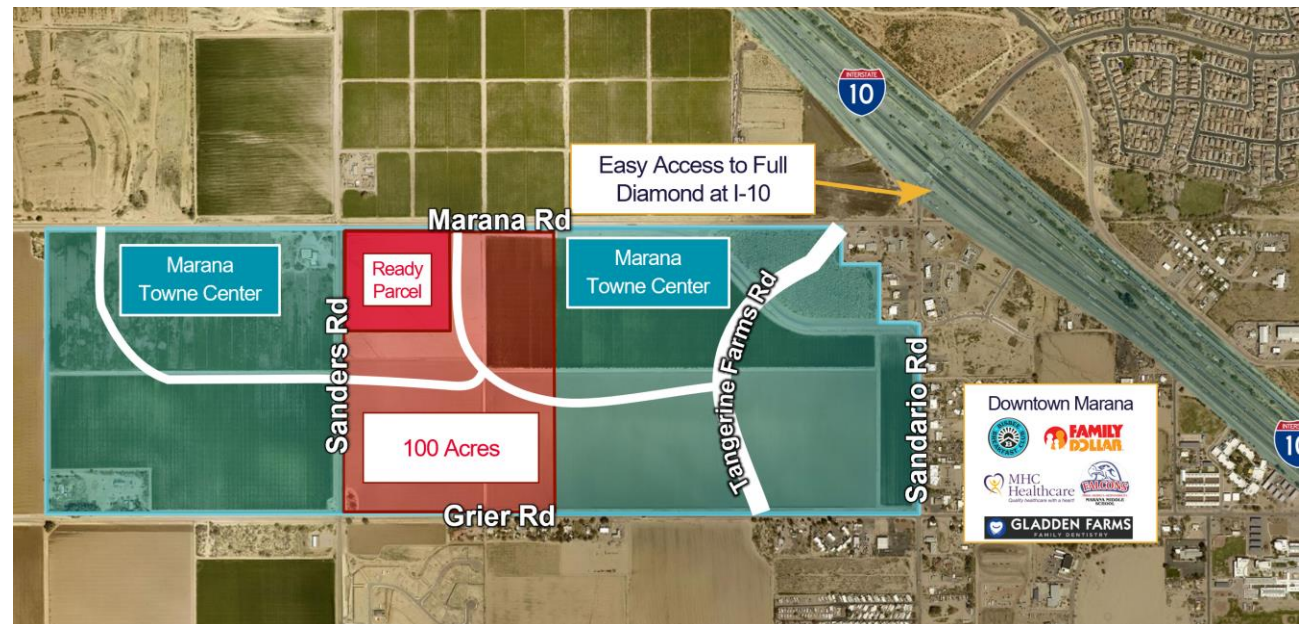 INTERSTATE
10
Easy Access to Full
Diamond at I-10
Marana Rd
Marana
Towne Center
Ready
Parcel
Marana
Towne Center
Sanders Rd
Tangerine Farms Rd
Sandario Rd
100 Acres
Grier Rd
Downtown Marana
FAMILY
DOLLAR
MHC
Healthcare
Quality healthcare with a heart
FALCONS
MARANA MIDDLE
SCHOOL
GLADDEN FARMS
FAMILY DENTISTRY
INTERS
10